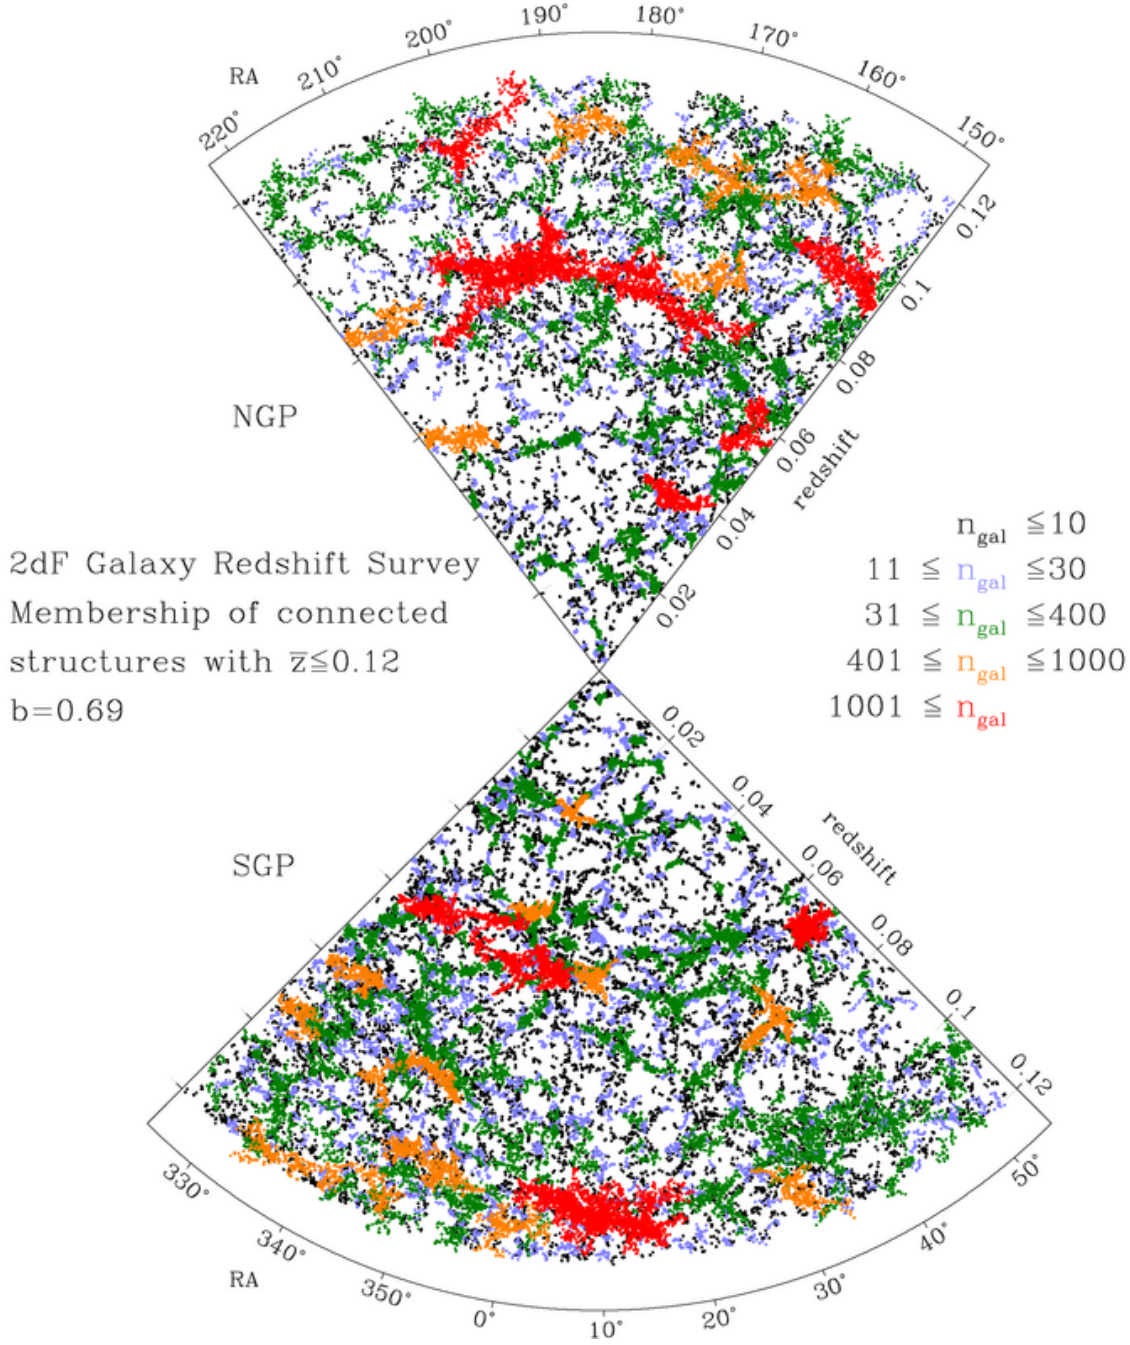 190° 180°
200° 170°
RA 210° 160°
220° 150°
0.12
0.1
0.08
NGP
0.06
redshift
0.04
0.02
n_gal ≦10
11 ≦ n_gal ≦30
31 ≦ n_gal ≦400
401 ≦ n_gal ≦1000
1001 ≦ n_gal
2dF Galaxy Redshift Survey
Membership of connected
structures with z̅≦0.12
b=0.69
0.02
0.04
redshift
SGP
0.06
0.08
0.1
0.12
330° 50°
340° 40°
RA
350° 30°
0° 20°
10°